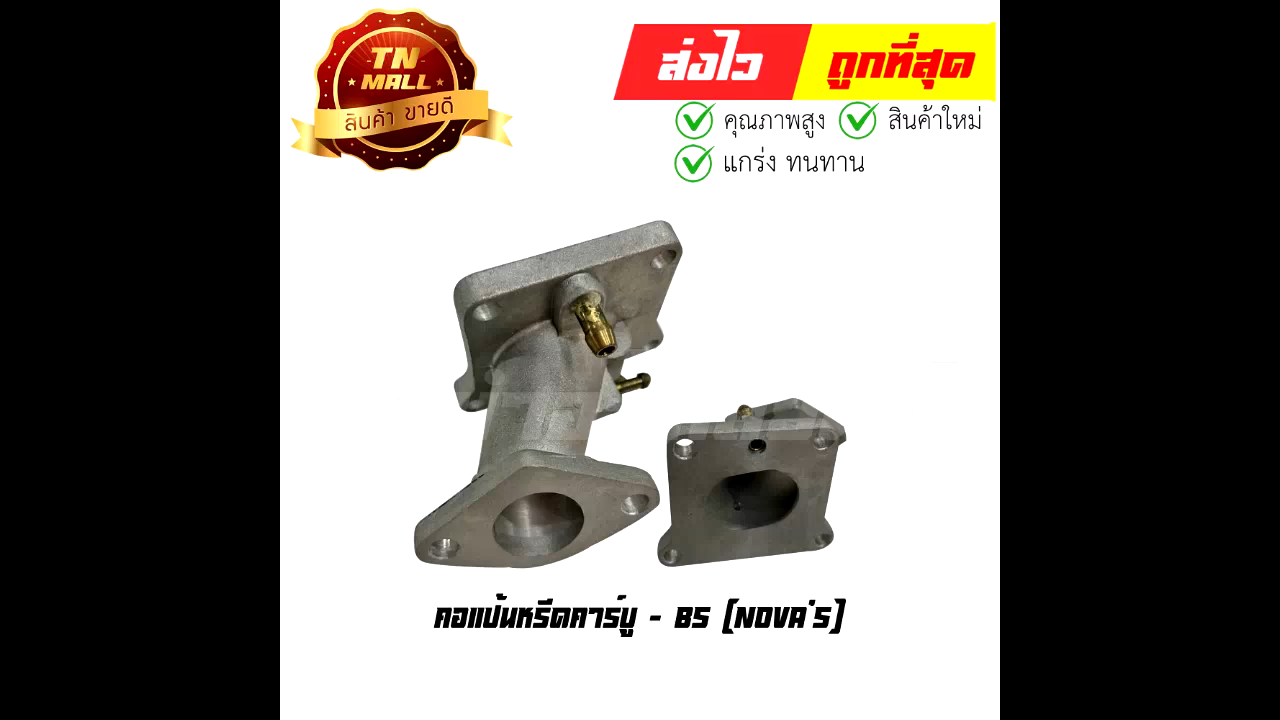 TN
MALL
สินค้า ขายดี
ส่งไว ถูกที่สุด
คุณภาพสูง สินค้าใหม่
แกร่ง ทนทาน
คอแป้นหรีดคาร์บู - BS (NOVA'S)